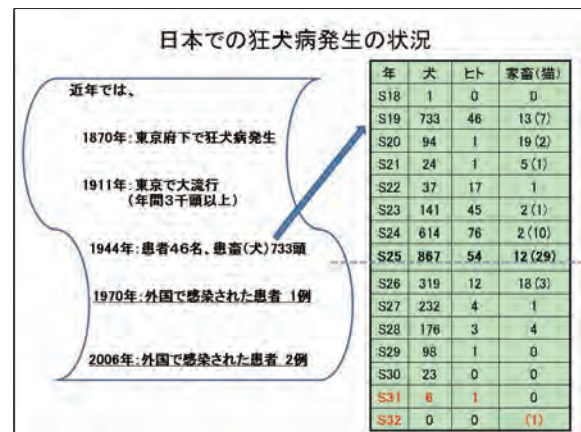 日本での狂犬病発生の状況
近年では、
1870年：東京府下で狂犬病発生
1911年：東京で大流行
（年間3千頭以上）
1944年：患者46名、患畜（犬）733頭
1970年：外国で感染された患者 1例
2006年：外国で感染された患者 2例
年 犬 ヒト 家畜（猫）
S18 1 0 0
S19 733 46 13（7）
S20 94 1 19（2）
S21 24 1 5（1）
S22 37 17 1
S23 141 45 2（1）
S24 614 76 2（10）
S25 867 54 12（29）
S26 319 12 18（3）
S27 232 4 1
S28 176 3 4
S29 98 1 0
S30 23 0 0
S31 6 1 0
S32 0 0 （1）